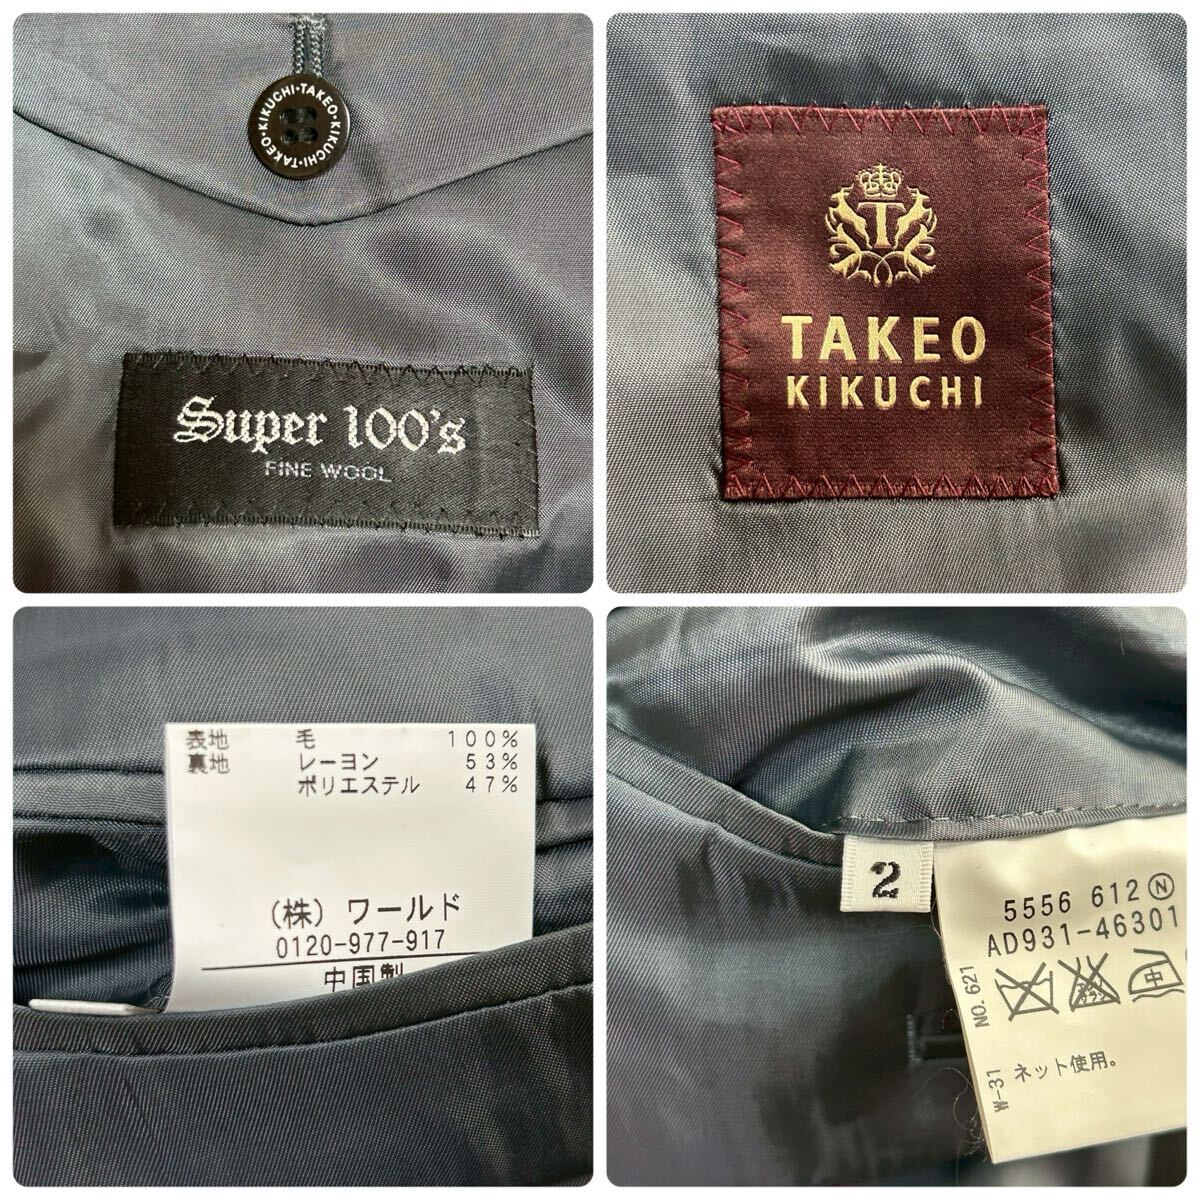 TAKEO・KIKUCHI・TAKEO・KIKUCHI・
Super 100's
FINE WOOL
T
TAKEO
KIKUCHI
表地 毛 100%
裏地 レーヨン 53%
ポリエステル 47%
(株) ワールド
0120-977-917
中国製
2
5556 612 N
AD931-46301
NO. 621
中
W-31 ネット使用。